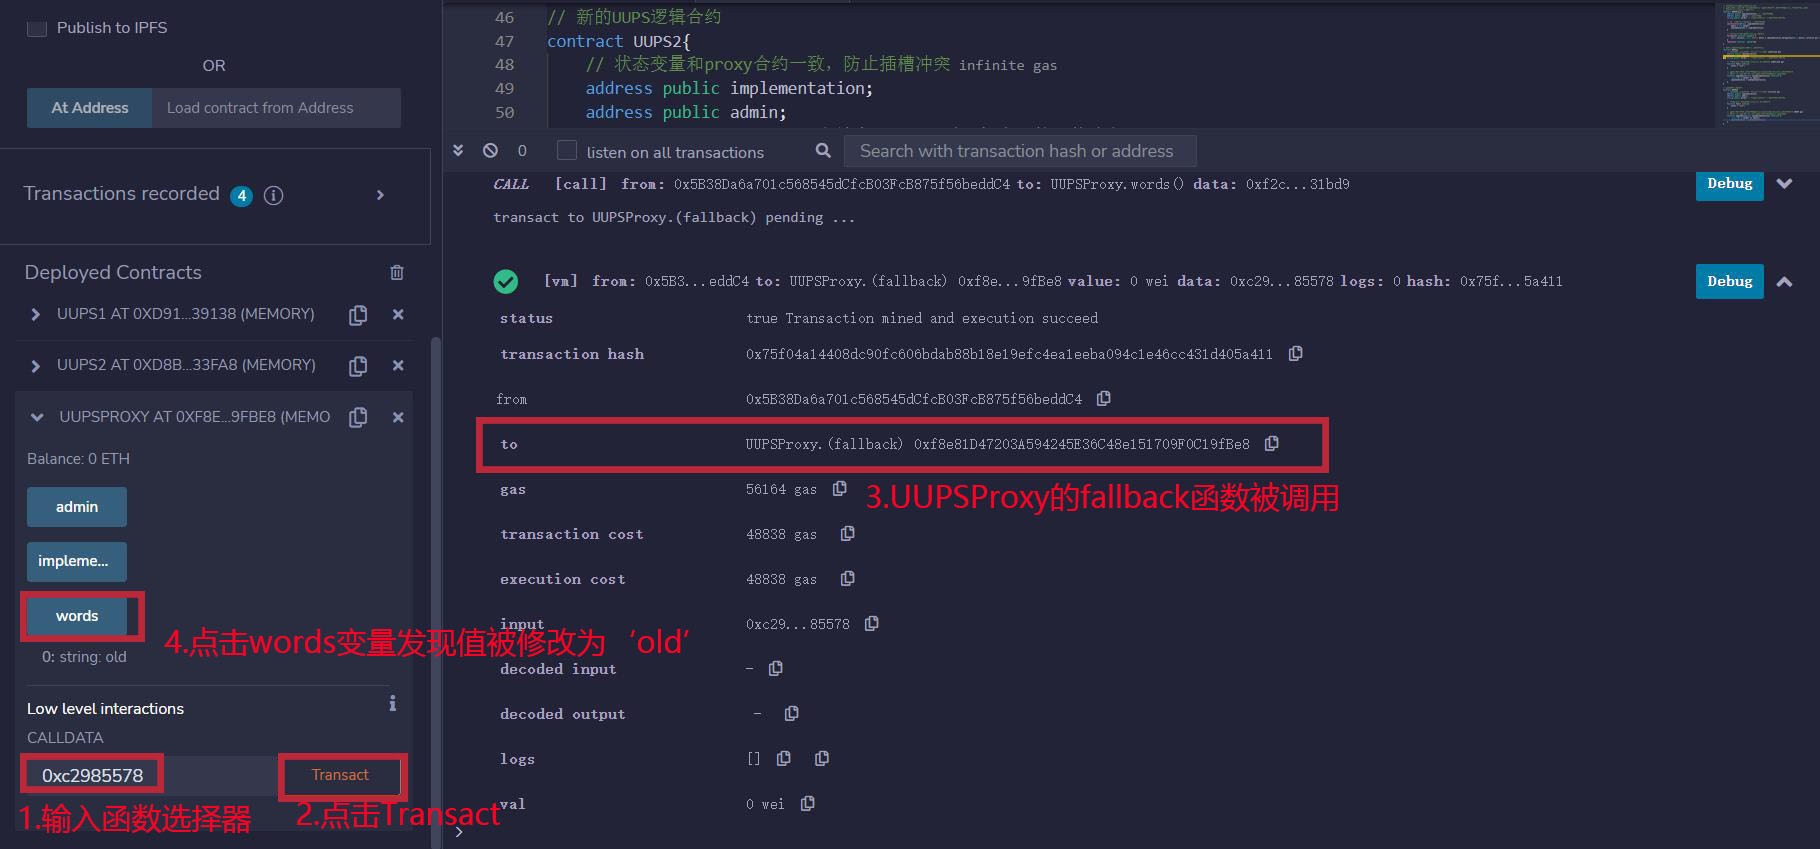 Publish to IPFS
OR
At Address Load contract from Address
Transactions recorded 4 i
Deployed Contracts
UUPS1 AT 0XD91...39138 (MEMORY)
UUPS2 AT 0XD8B...33FA8 (MEMORY)
UUPSPROXY AT 0XF8E...9FBE8 (MEMO
Balance: 0 ETH
admin
impleme...
words
4.点击words变量发现值被修改为‘old’
0: string: old
Low level interactions
CALLDATA
0xc2985578 Transact
1.输入函数选择器 2.点击Transact
46 // 新的UUPS逻辑合约
47 contract UUPS2{
48 // 状态变量和proxy合约一致，防止插槽冲突 infinite gas
49 address public implementation;
50 address public admin;
0 listen on all transactions Search with transaction hash or address
CALL [call] from: 0x5B38Da6a701c568545dCfcB03FcB875f56beddC4 to: UUPSProxy.words() data: 0xf2c...31bd9 Debug
transact to UUPSProxy.(fallback) pending ...
[vm] from: 0x5B3...eddC4 to: UUPSProxy.(fallback) 0xf8e...9fBe8 value: 0 wei data: 0xc29...85578 logs: 0 hash: 0x75f...5a411 Debug
status true Transaction mined and execution succeed
transaction hash 0x75f04a14408dc90fc606bdab88b18e19efc4ea1eeba094c1e46cc431d405a411
from 0x5B38Da6a701c568545dCfcB03FcB875f56beddC4
to UUPSProxy.(fallback) 0xf8e81D47203A594245E36C48e151709F0C19fBe8
gas 56164 gas
3.UUPSProxy的fallback函数被调用
transaction cost 48838 gas
execution cost 48838 gas
input 0xc29...85578
decoded input -
decoded output -
logs []
val 0 wei
>